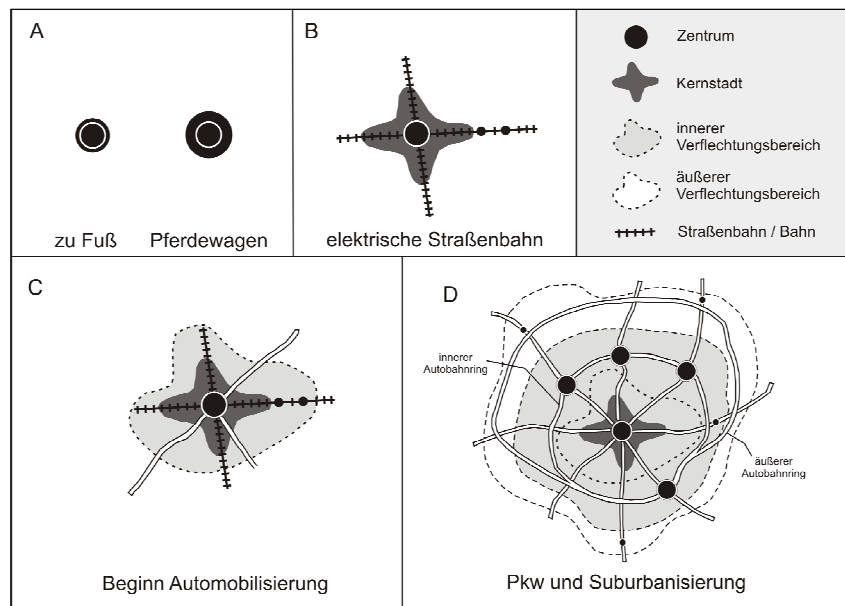 A
zu Fuß
Pferdewagen
B
elektrische Straßenbahn
Zentrum
Kernstadt
innerer
Verflechtungsbereich
äußerer
Verflechtungsbereich
Straßenbahn / Bahn
C
Beginn Automobilisierung
D
innerer
Autobahnring
äußerer
Autobahnring
Pkw und Suburbanisierung